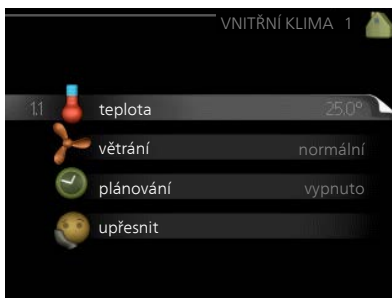 VNITŘNÍ KLIMA 1
1.1 teplota 25.0°
větrání normální
plánování vypnuto
upřesnit